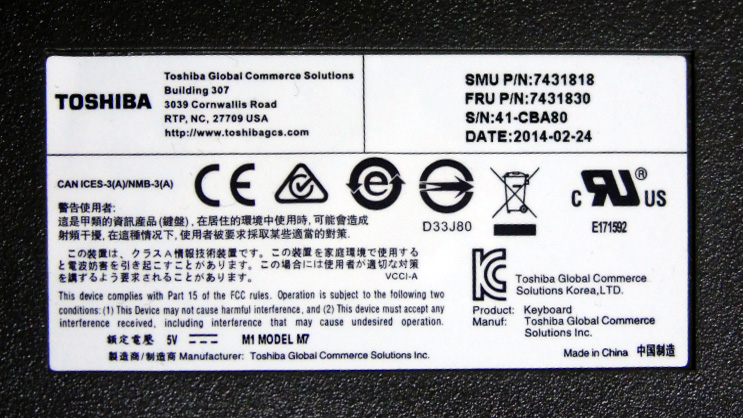 TOSHIBA
Toshiba Global Commerce Solutions
Building 307
3039 Cornwallis Road
RTP, NC, 27709 USA
http://www.toshibagcs.com
SMU P/N:7431818
FRU P/N:7431830
S/N:41-CBA80
DATE:2014-02-24
CAN ICES-3(A)/NMB-3(A)
CE
D33J80
c RU US
®
E171592
警告使用者:
這是甲類的資訊產品(鍵盤),在居住的環境中使用時,可能會造成
射頻干擾,在這種情況下,使用者被要求採取某些適當的對策.
この装置は、クラスA情報技術装置です。この装置を家庭環境で使用する
と電波妨害を引き起こすことがあります。この場合には使用者が適切な対策
を講ずるよう要求されることがあります。 VCCI-A
This device complies with Part 15 of the FCC rules. Operation is subject to the following two
conditions: (1) This Device may not cause harmful interference, and (2) This device must accept any
interference received, including interference that may cause undesired operation.
額定電壓 5V M1 MODEL M7
製造商/制造商 Manufacturer: Toshiba Global Commerce Solutions Inc.
Toshiba Global Commerce
Solutions Korea,LTD.
Product: Keyboard
Manuf: Toshiba Global Commerce
Solutions Inc.
Made in China 中国制造